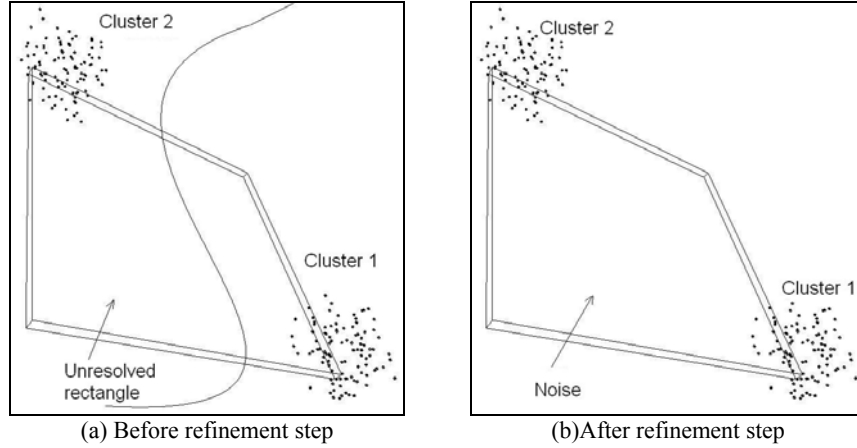 Cluster 2
Cluster 1
Unresolved
rectangle
(a) Before refinement step
Cluster 2
Cluster 1
Noise
(b)After refinement step